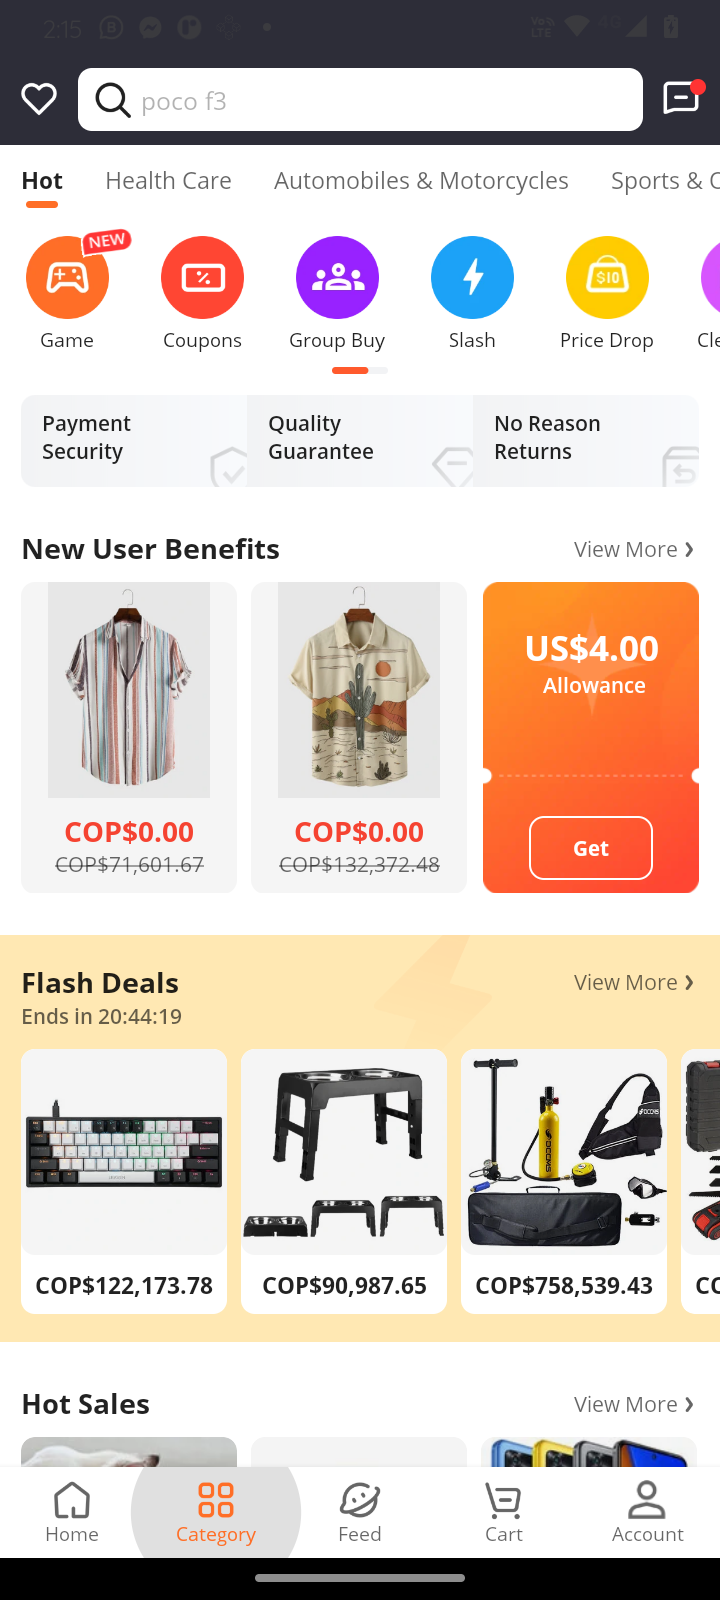 2:15
Vo) LTE
4G
poco f3
Hot
Health Care
Automobiles & Motorcycles
Sports & O
NEW
Game
Coupons
Group Buy
Slash
$10
Price Drop
Cle
Payment
Security
Quality
Guarantee
No Reason
Returns
New User Benefits
View More
COP$0.00
COP$71,601.67
COP$0.00
COP$132,372.48
US$4.00
Allowance
Get
Flash Deals
View More
Ends in 20:44:19
COP$122,173.78
COP$90,987.65
COP$758,539.43
CO
Hot Sales
View More
Home
Category
Feed
Cart
Account